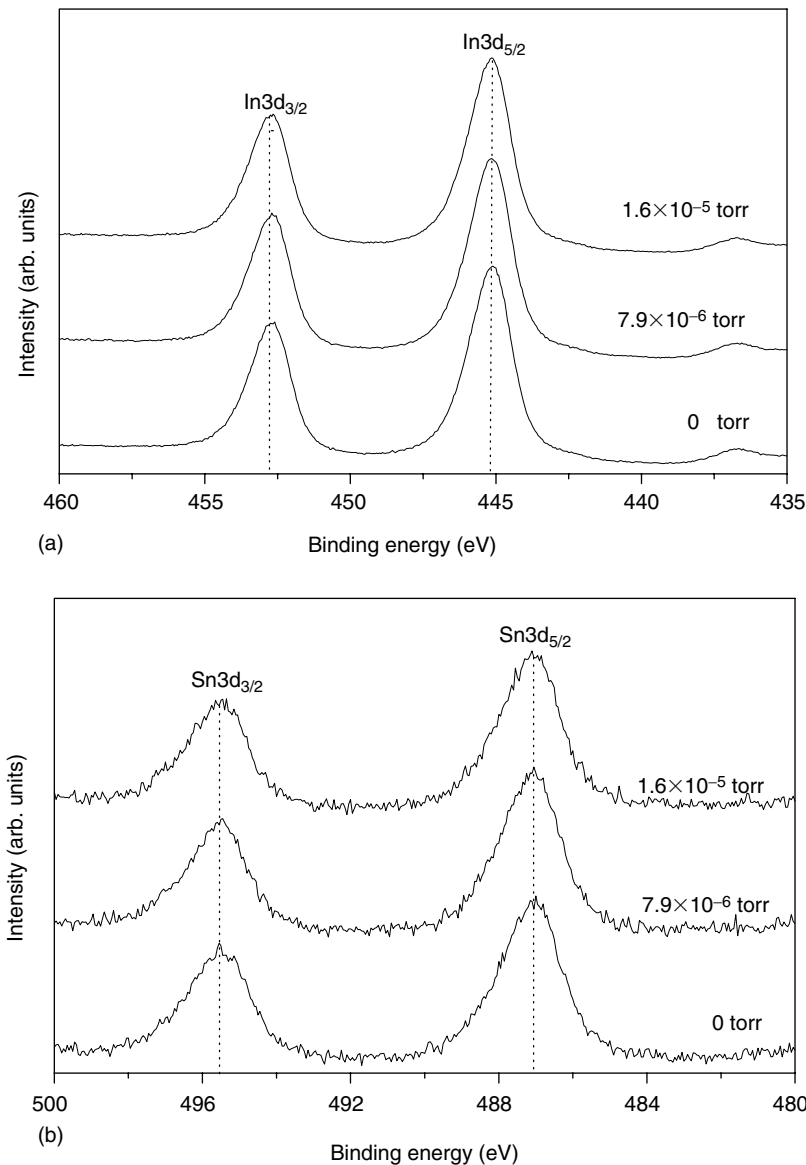 In3d₅/₂
In3d₃/₂
1.6×10⁻⁵ torr
7.9×10⁻⁶ torr
0 torr
Intensity (arb. units)
460 455 450 445 440 435
(a)
Binding energy (eV)
Sn3d₅/₂
Sn3d₃/₂
1.6×10⁻⁵ torr
7.9×10⁻⁶ torr
0 torr
Intensity (arb. units)
500 496 492 488 484 480
(b)
Binding energy (eV)